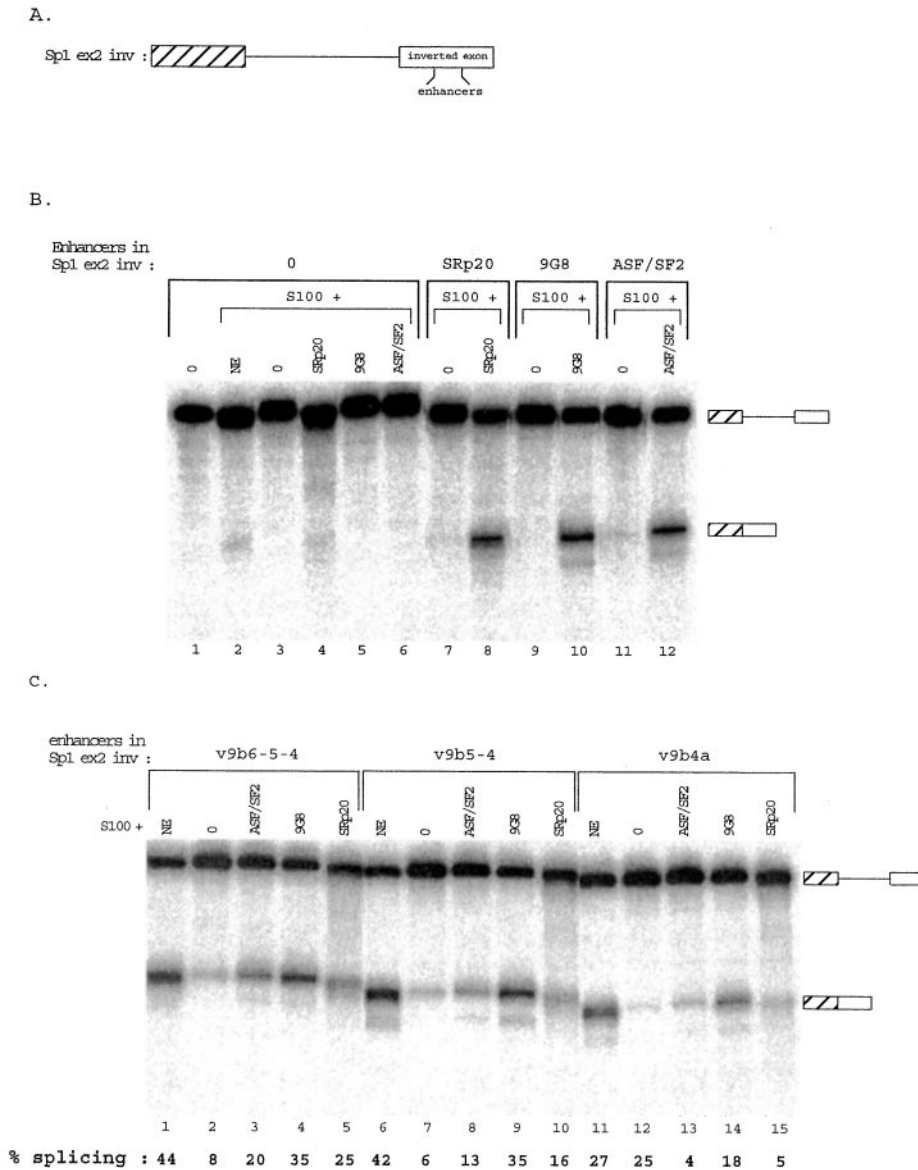 A.
Sp1 ex2 inv : inverted exon
enhancers
B.
Enhancers in
Sp1 ex2 inv : 0 SRp20 9G8 ASF/SF2
S100 + S100 + S100 + S100 +
0 NE 0 SRp20 9G8 ASF/SF2 0 SRp20 0 9G8 0 ASF/SF2
1 2 3 4 5 6 7 8 9 10 11 12
C.
enhancers in
Sp1 ex2 inv : v9b6-5-4 v9b5-4 v9b4a
S100 + NE 0 ASF/SF2 9G8 SRp20 NE 0 ASF/SF2 9G8 SRp20 NE 0 ASF/SF2 9G8 SRp20
1 2 3 4 5 6 7 8 9 10 11 12 13 14 15
% splicing : 44 8 20 35 25 42 6 13 35 16 27 25 4 18 5